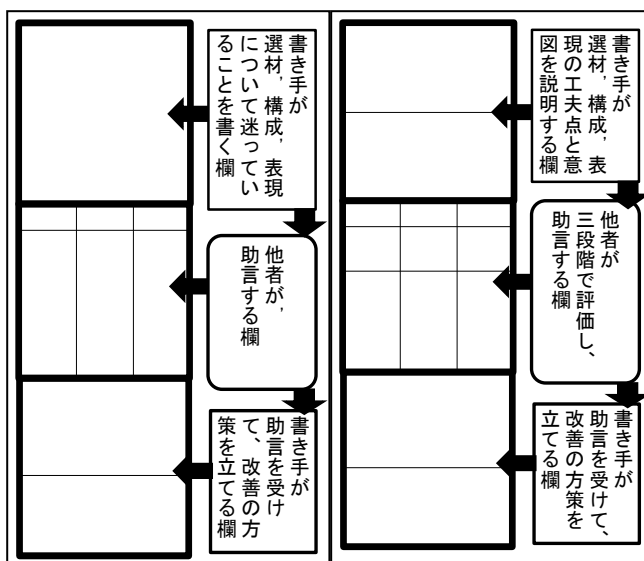 書き手が
選材，構成，表
現の工夫点と意
図を説明する欄
他者が
三段階で評価し、
助言する欄
書き手が
助言を受けて、
改善の方策を
立てる欄
書き手が
選材，構成，表現
について迷ってい
ることを書く欄
他者が，
助言する欄
書き手が
助言を受け
て、改善の方
策を立てる欄